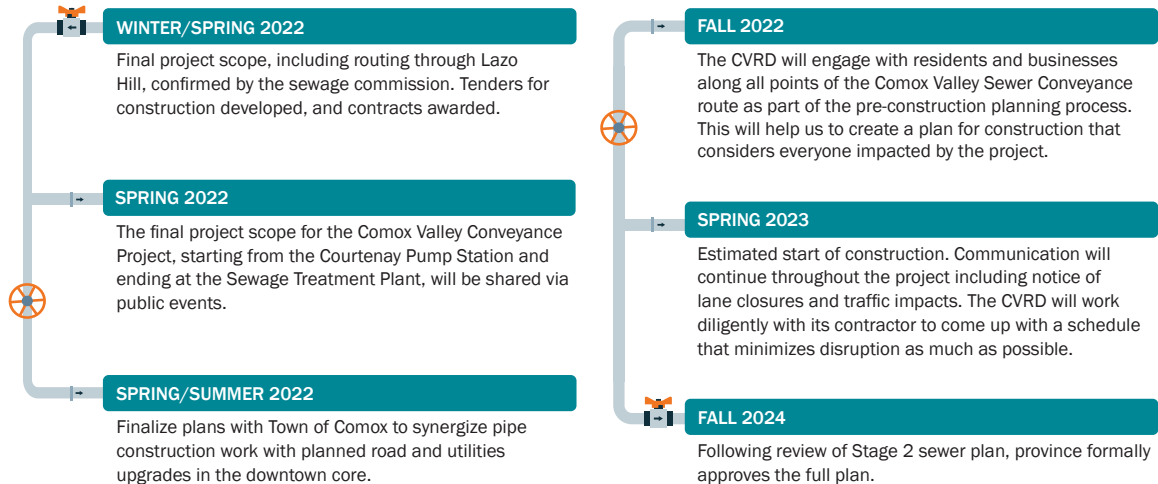 WINTER/SPRING 2022
Final project scope, including routing through Lazo
Hill, confirmed by the sewage commission. Tenders for
construction developed, and contracts awarded.
SPRING 2022
The final project scope for the Comox Valley Conveyance
Project, starting from the Courtenay Pump Station and
ending at the Sewage Treatment Plant, will be shared via
public events.
SPRING/SUMMER 2022
Finalize plans with Town of Comox to synergize pipe
construction work with planned road and utilities
upgrades in the downtown core.
FALL 2022
The CVRD will engage with residents and businesses
along all points of the Comox Valley Sewer Conveyance
route as part of the pre-construction planning process.
This will help us to create a plan for construction that
considers everyone impacted by the project.
SPRING 2023
Estimated start of construction. Communication will
continue throughout the project including notice of
lane closures and traffic impacts. The CVRD will work
diligently with its contractor to come up with a schedule
that minimizes disruption as much as possible.
FALL 2024
Following review of Stage 2 sewer plan, province formally
approves the full plan.